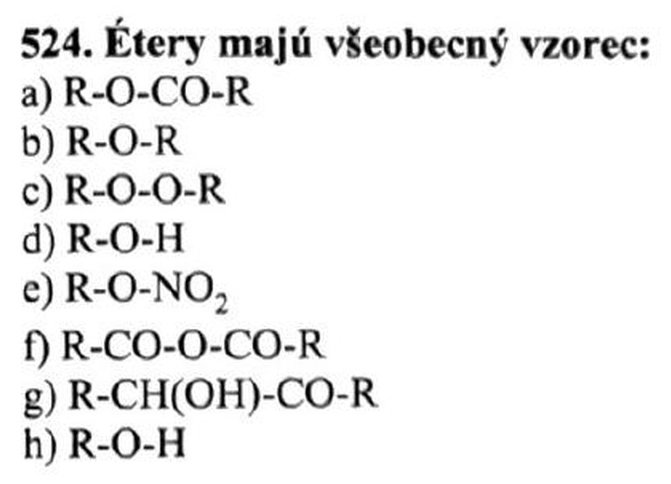 524. Étery majú všeobecný vzorec:
a) R-O-CO-R
b) R-O-R
c) R-O-O-R
d) R-O-H
e) R-O-NO₂
f) R-CO-O-CO-R
g) R-CH(OH)-CO-R
h) R-O-H